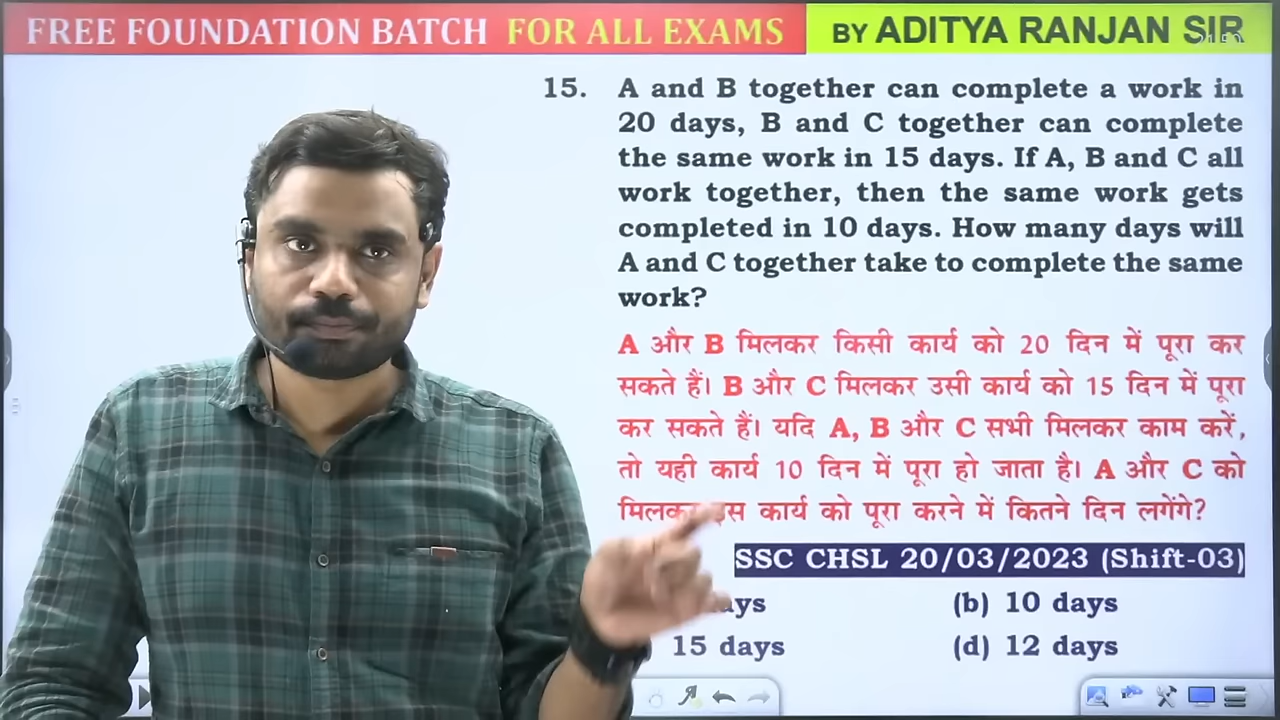 FREE FOUNDATION BATCH FOR ALL EXAMS
BY ADITYA RANJAN SIR
15. A and B together can complete a work in
20 days, B and C together can complete
the same work in 15 days. If A, B and C all
work together, then the same work gets
completed in 10 days. How many days will
A and C together take to complete the same
work?
A और B मिलकर किसी कार्य को 20 दिन में पूरा कर
सकते हैं। B और C मिलकर उसी कार्य को 15 दिन में पूरा
कर सकते हैं। यदि A, B और C सभी मिलकर काम करें,
तो यही कार्य 10 दिन में पूरा हो जाता है। A और C को
कार्य को पूरा करने में कितने दिन लगेंगे?
SSC CHSL 20/03/2023 (Shift-03)
(b) 10 days
15 days (d) 12 days